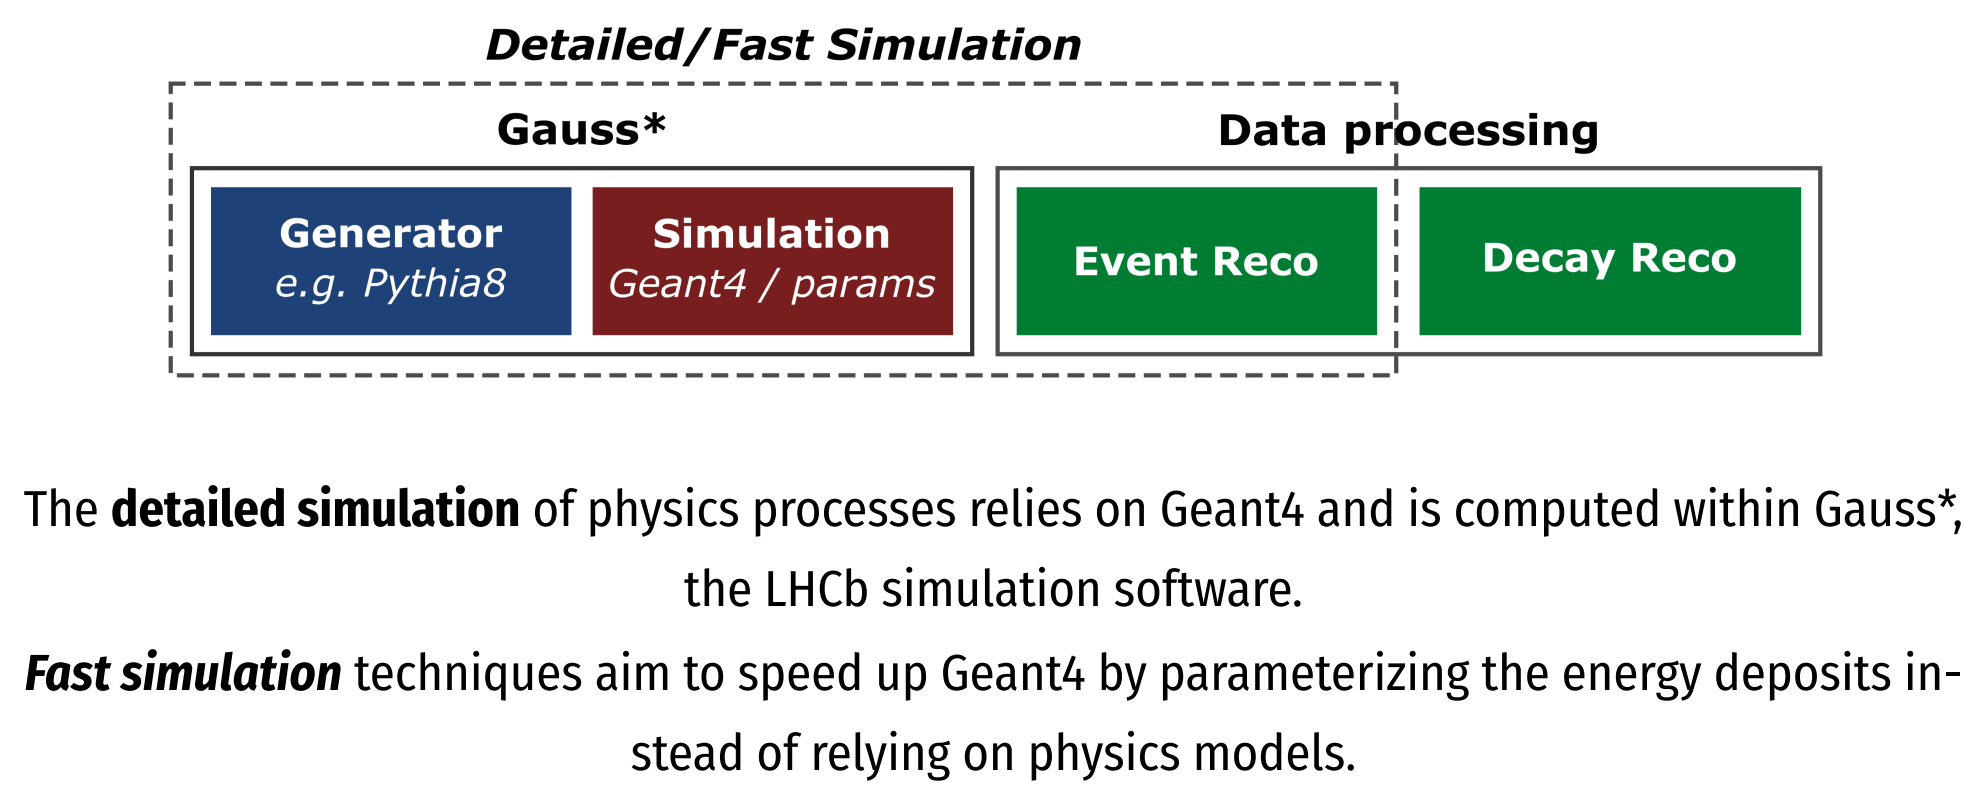 Detailed/Fast Simulation
Gauss*
Data processing
Generator
e.g. Pythia8
Simulation
Geant4 / params
Event Reco
Decay Reco
The detailed simulation of physics processes relies on Geant4 and is computed within Gauss*,
the LHCb simulation software.
Fast simulation techniques aim to speed up Geant4 by parameterizing the energy deposits in-
stead of relying on physics models.